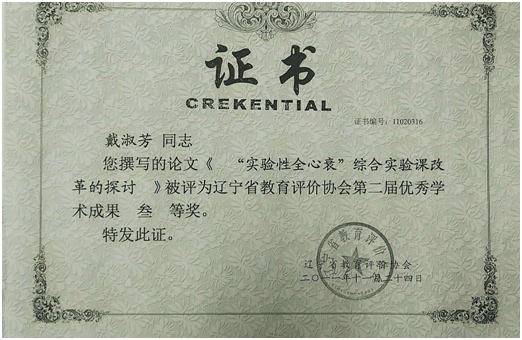 证书
CREKENTIAL
证书编号：11020316
戴淑芳 同志
您撰写的论文《 “实验性全心衰”综合实验课改
革的探讨 》被评为辽宁省教育评价协会第二届优秀学
术成果 叁 等奖。
特发此证。
辽宁省教育评价协会
二〇一一年十一月二十四日